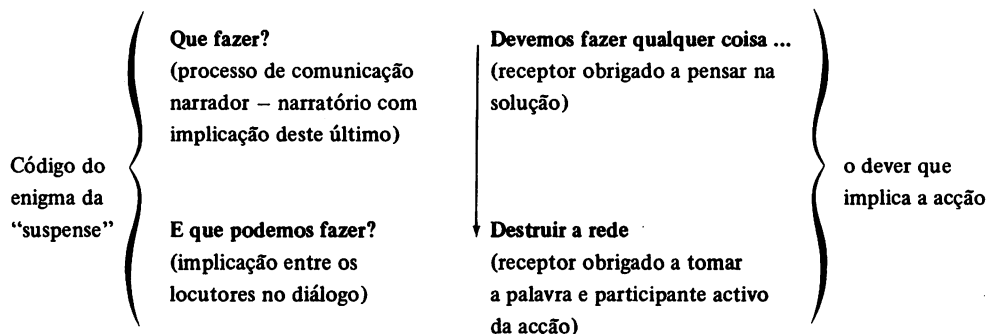 Código do
enigma da
“suspense”
Que fazer?
(processo de comunicação
narrador — narratório com
implicação deste último)
E que podemos fazer?
(implicação entre os
locutores no diálogo)
Devemos fazer qualquer coisa ...
(receptor obrigado a pensar na
solução)
Destruir a rede
(receptor obrigado a tomar
a palavra e participante activo
da acção)
o dever que
implica a acção